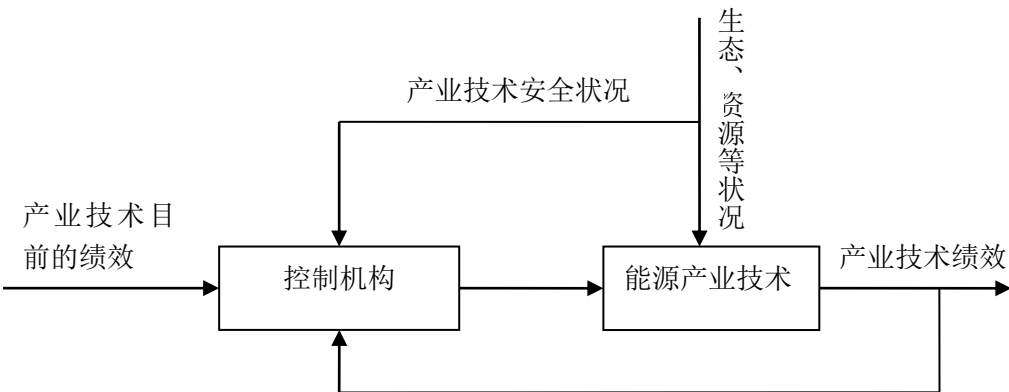 生态、资源等状况
产业技术安全状况
产业技术目
前的绩效
控制机构
能源产业技术
产业技术绩效